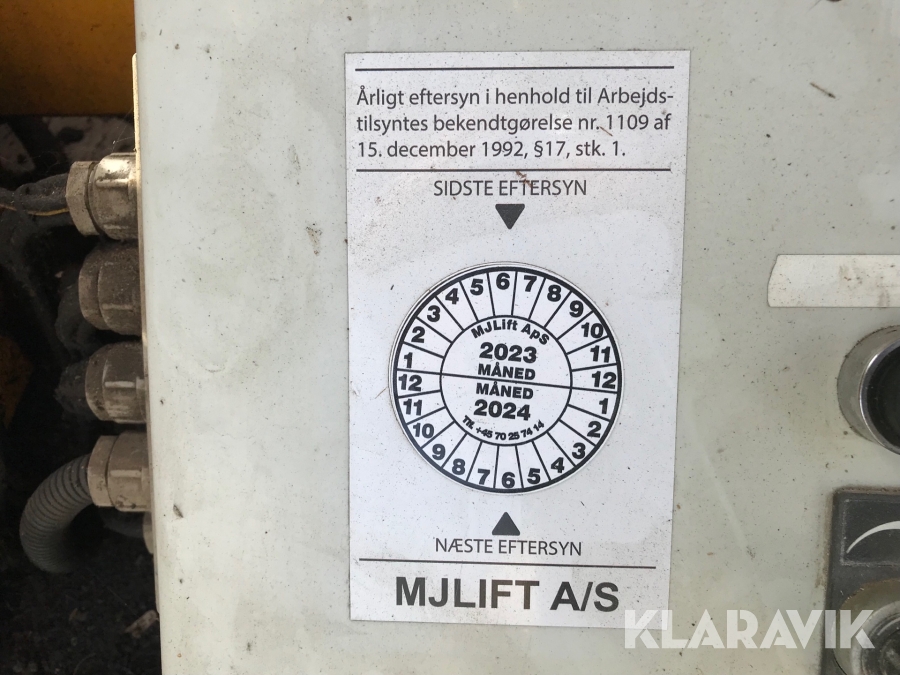 Årligt eftersyn i henhold til Arbejds-
tilsyntes bekendtgørelse nr. 1109 af
15. december 1992, §17, stk. 1.
SIDSTE EFTERSYN
1 2 3 4 5 6 7 8 9 10 11 12
MJLift ApS
2023
MÅNED
MÅNED
2024
Tlf. +45 70 25 74 14
12 11 10 9 8 7 6 5 4 3 2 1
NÆSTE EFTERSYN
MJLIFT A/S
KLARAVIK